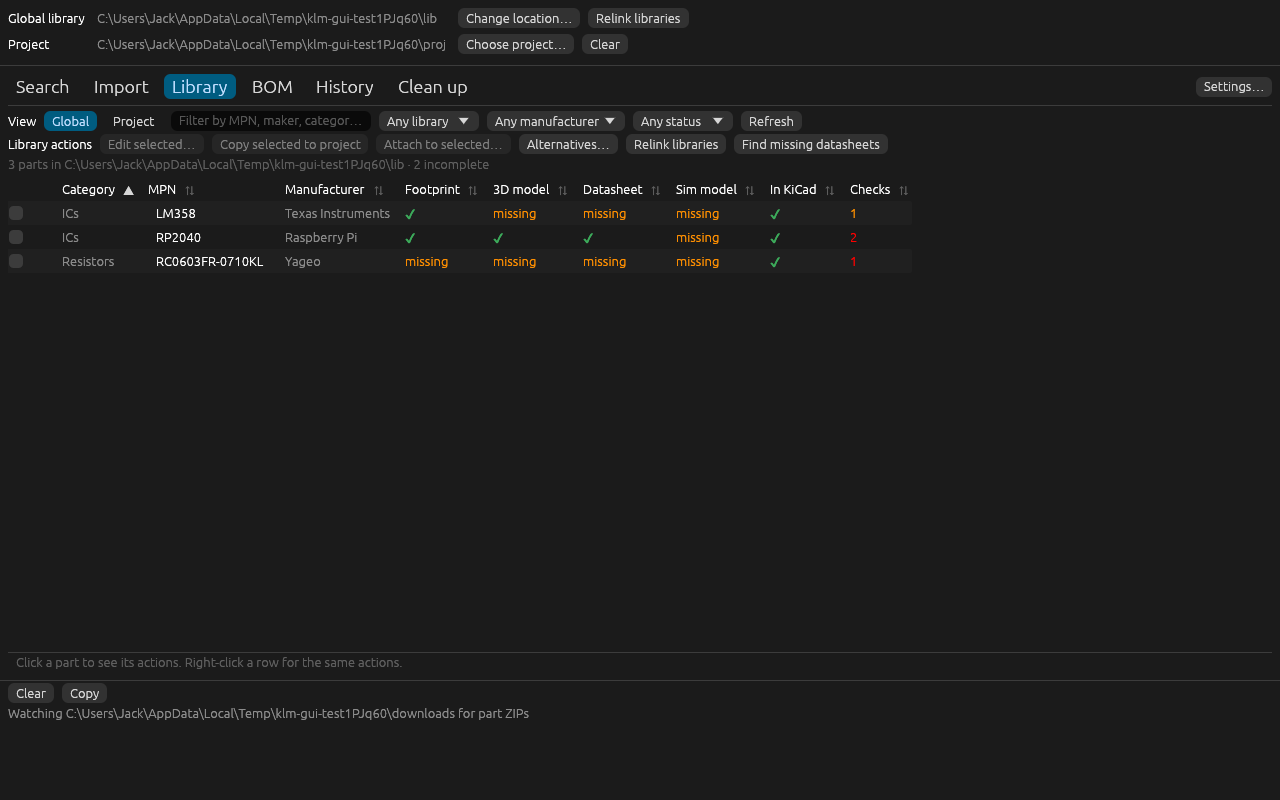 Global library C:\Users\Jack\AppData\Local\Temp\klm-gui-test1PJq60\lib Change location… Relink libraries
Project C:\Users\Jack\AppData\Local\Temp\klm-gui-test1PJq60\proj Choose project… Clear
Search Import Library BOM History Clean up Settings…
View Global Project Filter by MPN, maker, categor… Any library Any manufacturer Any status Refresh
Library actions Edit selected… Copy selected to project Attach to selected… Alternatives… Relink libraries Find missing datasheets
3 parts in C:\Users\Jack\AppData\Local\Temp\klm-gui-test1PJq60\lib · 2 incomplete
Category MPN Manufacturer Footprint 3D model Datasheet Sim model In KiCad Checks
ICs LM358 Texas Instruments ✔ missing missing missing ✔ 1
ICs RP2040 Raspberry Pi ✔ ✔ ✔ missing ✔ 2
Resistors RC0603FR-0710KL Yageo missing missing missing missing ✔ 1
Click a part to see its actions. Right-click a row for the same actions.
Clear Copy
Watching C:\Users\Jack\AppData\Local\Temp\klm-gui-test1PJq60\downloads for part ZIPs